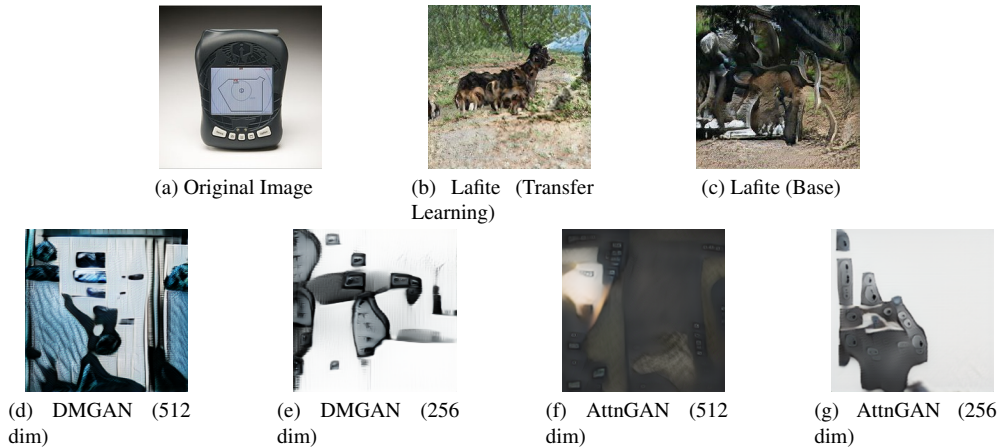 (a) Original Image
(b) Lafite (Transfer
Learning)
(c) Lafite (Base)
(d) DMGAN (512
dim)
(e) DMGAN (256
dim)
(f) AttnGAN (512
dim)
(g) AttnGAN (256
dim)